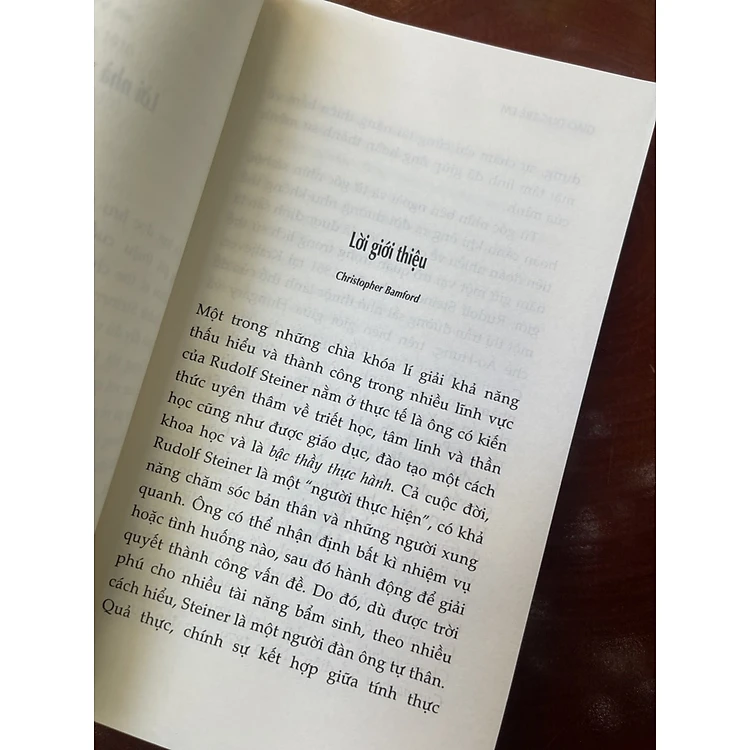 Lời giới thiệu
Christopher Bamford
Một trong những chìa khóa lí giải khả năng
thấu hiểu và thành công trong nhiều lĩnh vực
của Rudolf Steiner nằm ở thực tế là ông có kiến
thức uyên thâm về triết học, tâm linh và thần
học cũng như được giáo dục, đào tạo một cách
khoa học và là bậc thầy thực hành. Cả cuộc đời,
Rudolf Steiner là một “người thực hiện”, có khả
năng chăm sóc bản thân và những người xung
quanh. Ông có thể nhận định bất kì nhiệm vụ
hoặc tình huống nào, sau đó hành động để giải
quyết thành công vấn đề. Do đó, dù được trời
phú cho nhiều tài năng bẩm sinh, theo nhiều
cách hiểu, Steiner là một người đàn ông tự thân.
Quả thực, chính sự kết hợp giữa tính thực